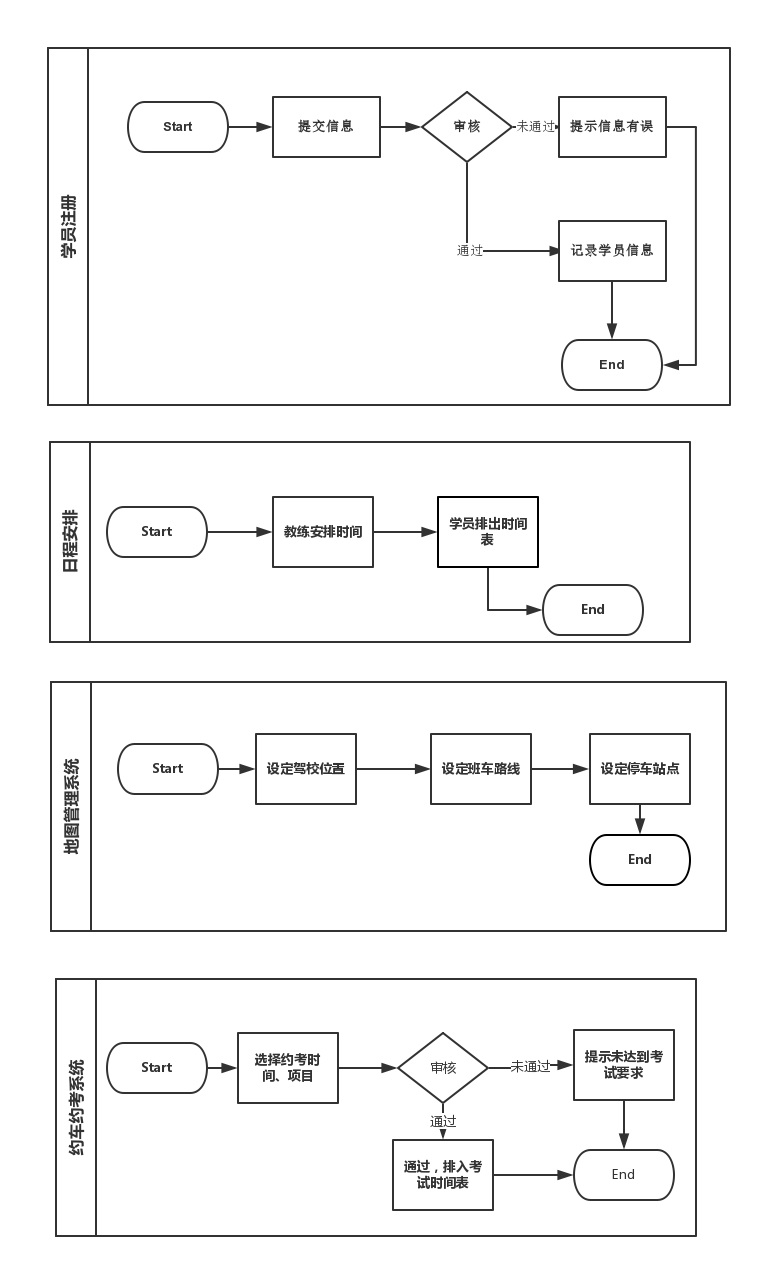 学员注册
Start
提交信息
审核
未通过
提示信息有误
通过
记录学员信息
End
日程安排
Start
教练安排时间
学员排出时间
表
End
地图管理系统
Start
设定驾校位置
设定班车路线
设定停车站点
End
约车约考系统
Start
选择约考时
间、项目
审核
未通过
提示未达到考
试要求
通过
通过，排入考
试时间表
End